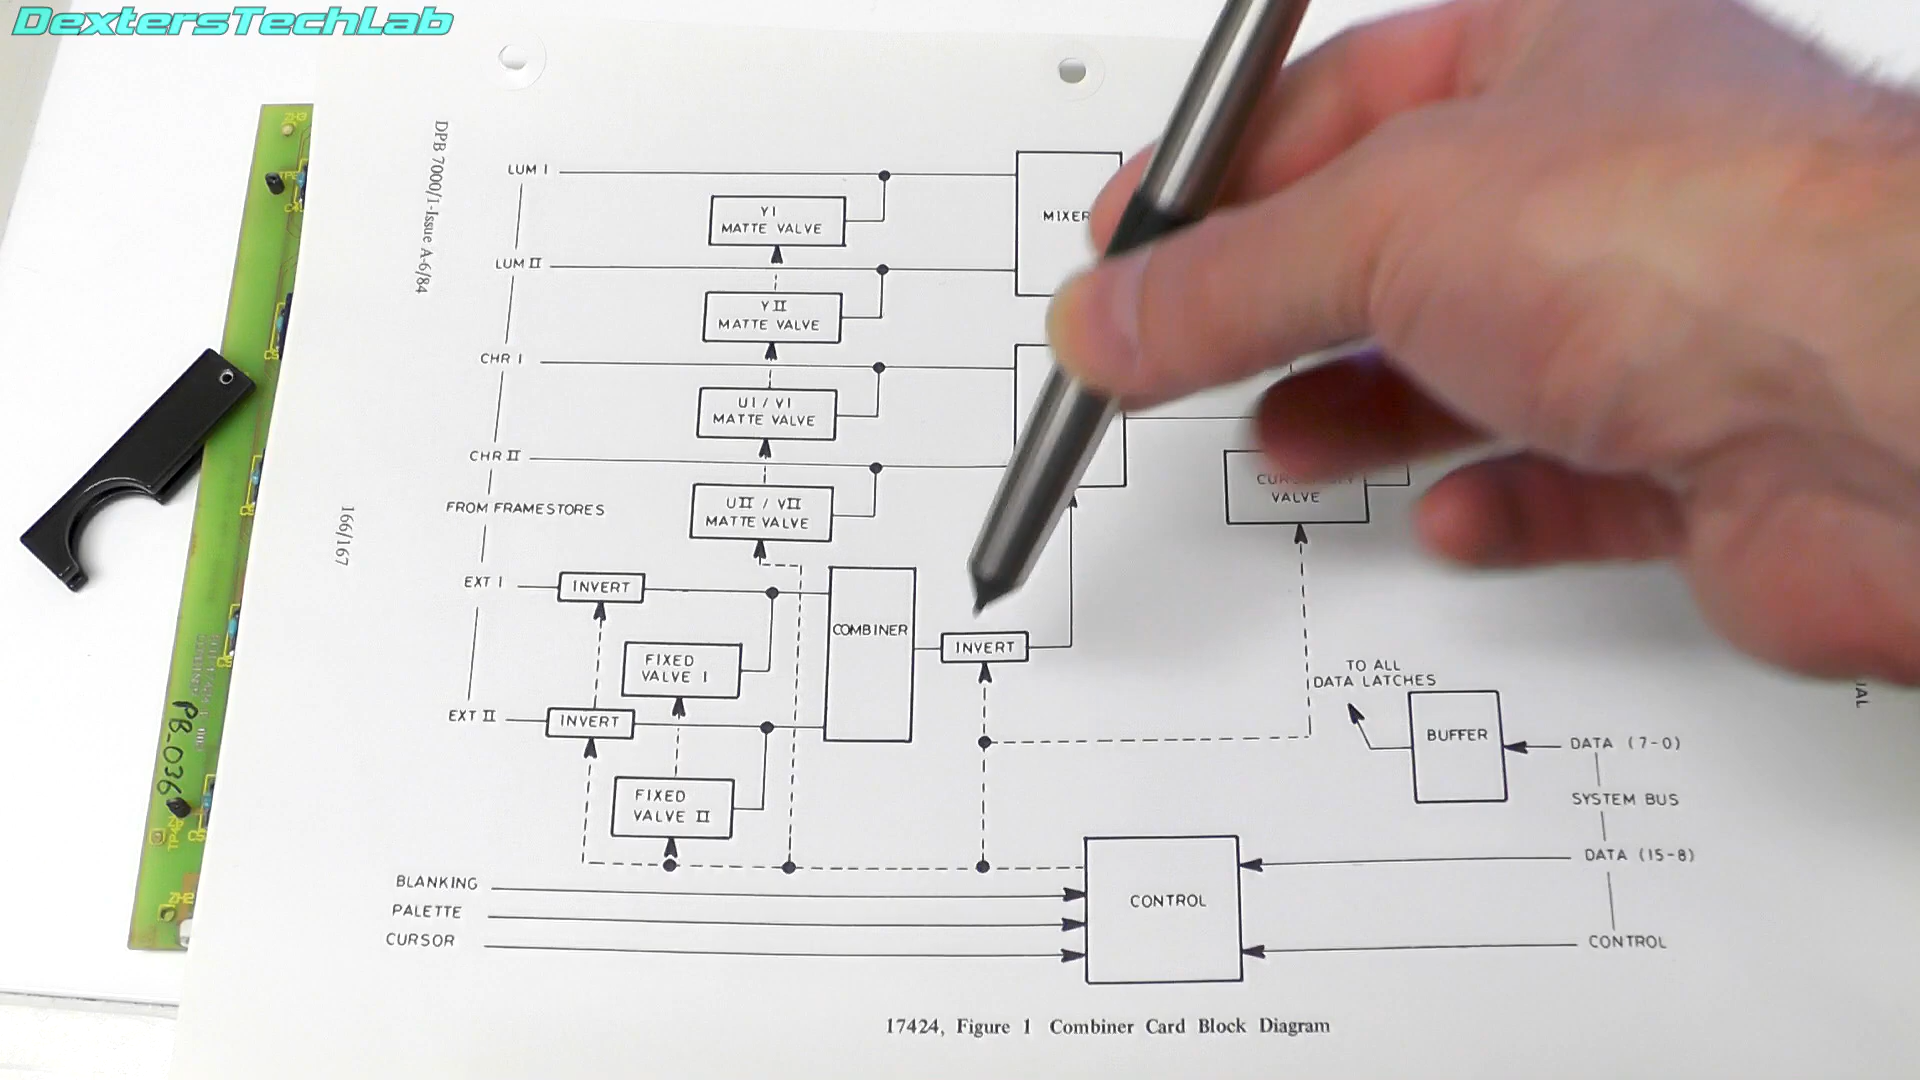 DextersTechLab
DPB 7000/1-Issue A-6/84
166/167
LUM I
Y I
MATTE VALVE
MIXER
LUM II
Y II
MATTE VALVE
CHR I
U I / V I
MATTE VALVE
CHR II
U II / V II
MATTE VALVE
VALVE
FROM FRAMESTORES
EXT I
INVERT
COMBINER
INVERT
FIXED
VALVE I
EXT II
INVERT
FIXED
VALVE II
TO ALL
DATA LATCHES
BUFFER
DATA (7-0)
SYSTEM BUS
DATA (15-8)
CONTROL
BLANKING
PALETTE
CURSOR
CONTROL
17424, Figure 1 Combiner Card Block Diagram
PB_036